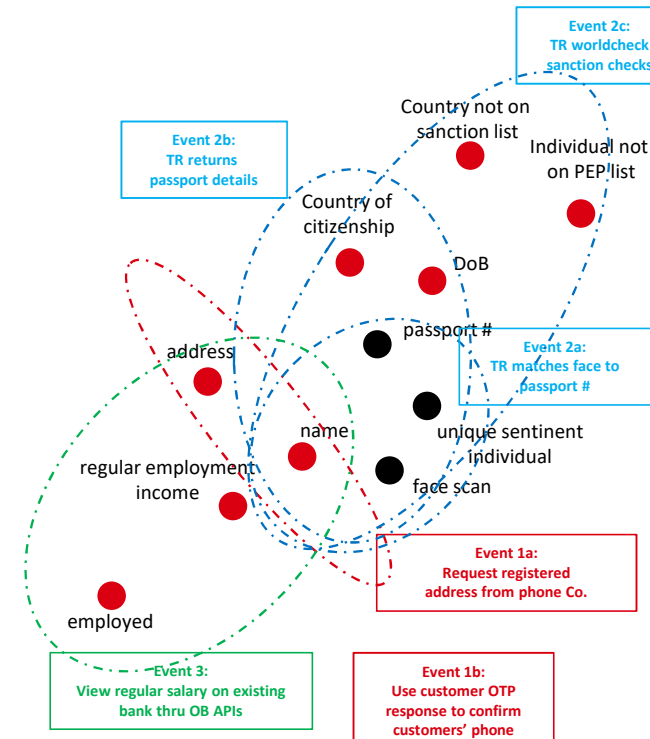 Event 2c:
TR worldcheck
sanction checks
Country not on
sanction list
Individual not
on PEP list
Event 2b:
TR returns
passport details
Country of
citizenship
DoB
passport #
Event 2a:
TR matches face to
passport #
address
name
unique sentinent
individual
regular employment
income
face scan
Event 1a:
Request registered
address from phone Co.
employed
Event 3:
View regular salary on existing
bank thru OB APIs
Event 1b:
Use customer OTP
response to confirm
customers’ phone